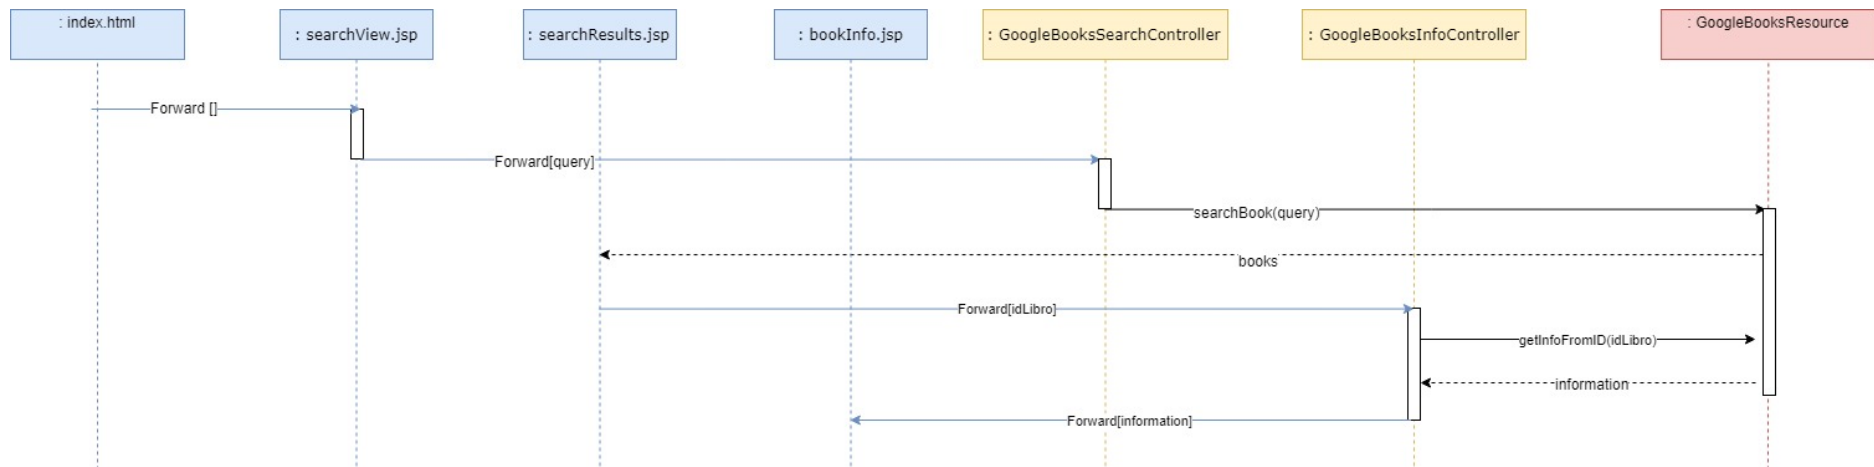 : index.html
: searchView.jsp
: searchResults.jsp
: bookInfo.jsp
: GoogleBooksSearchController
: GoogleBooksInfoController
: GoogleBooksResource
Forward []
Forward[query]
searchBook(query)
books
Forward[idLibro]
getInfoFromID(idLibro)
information
Forward[information]